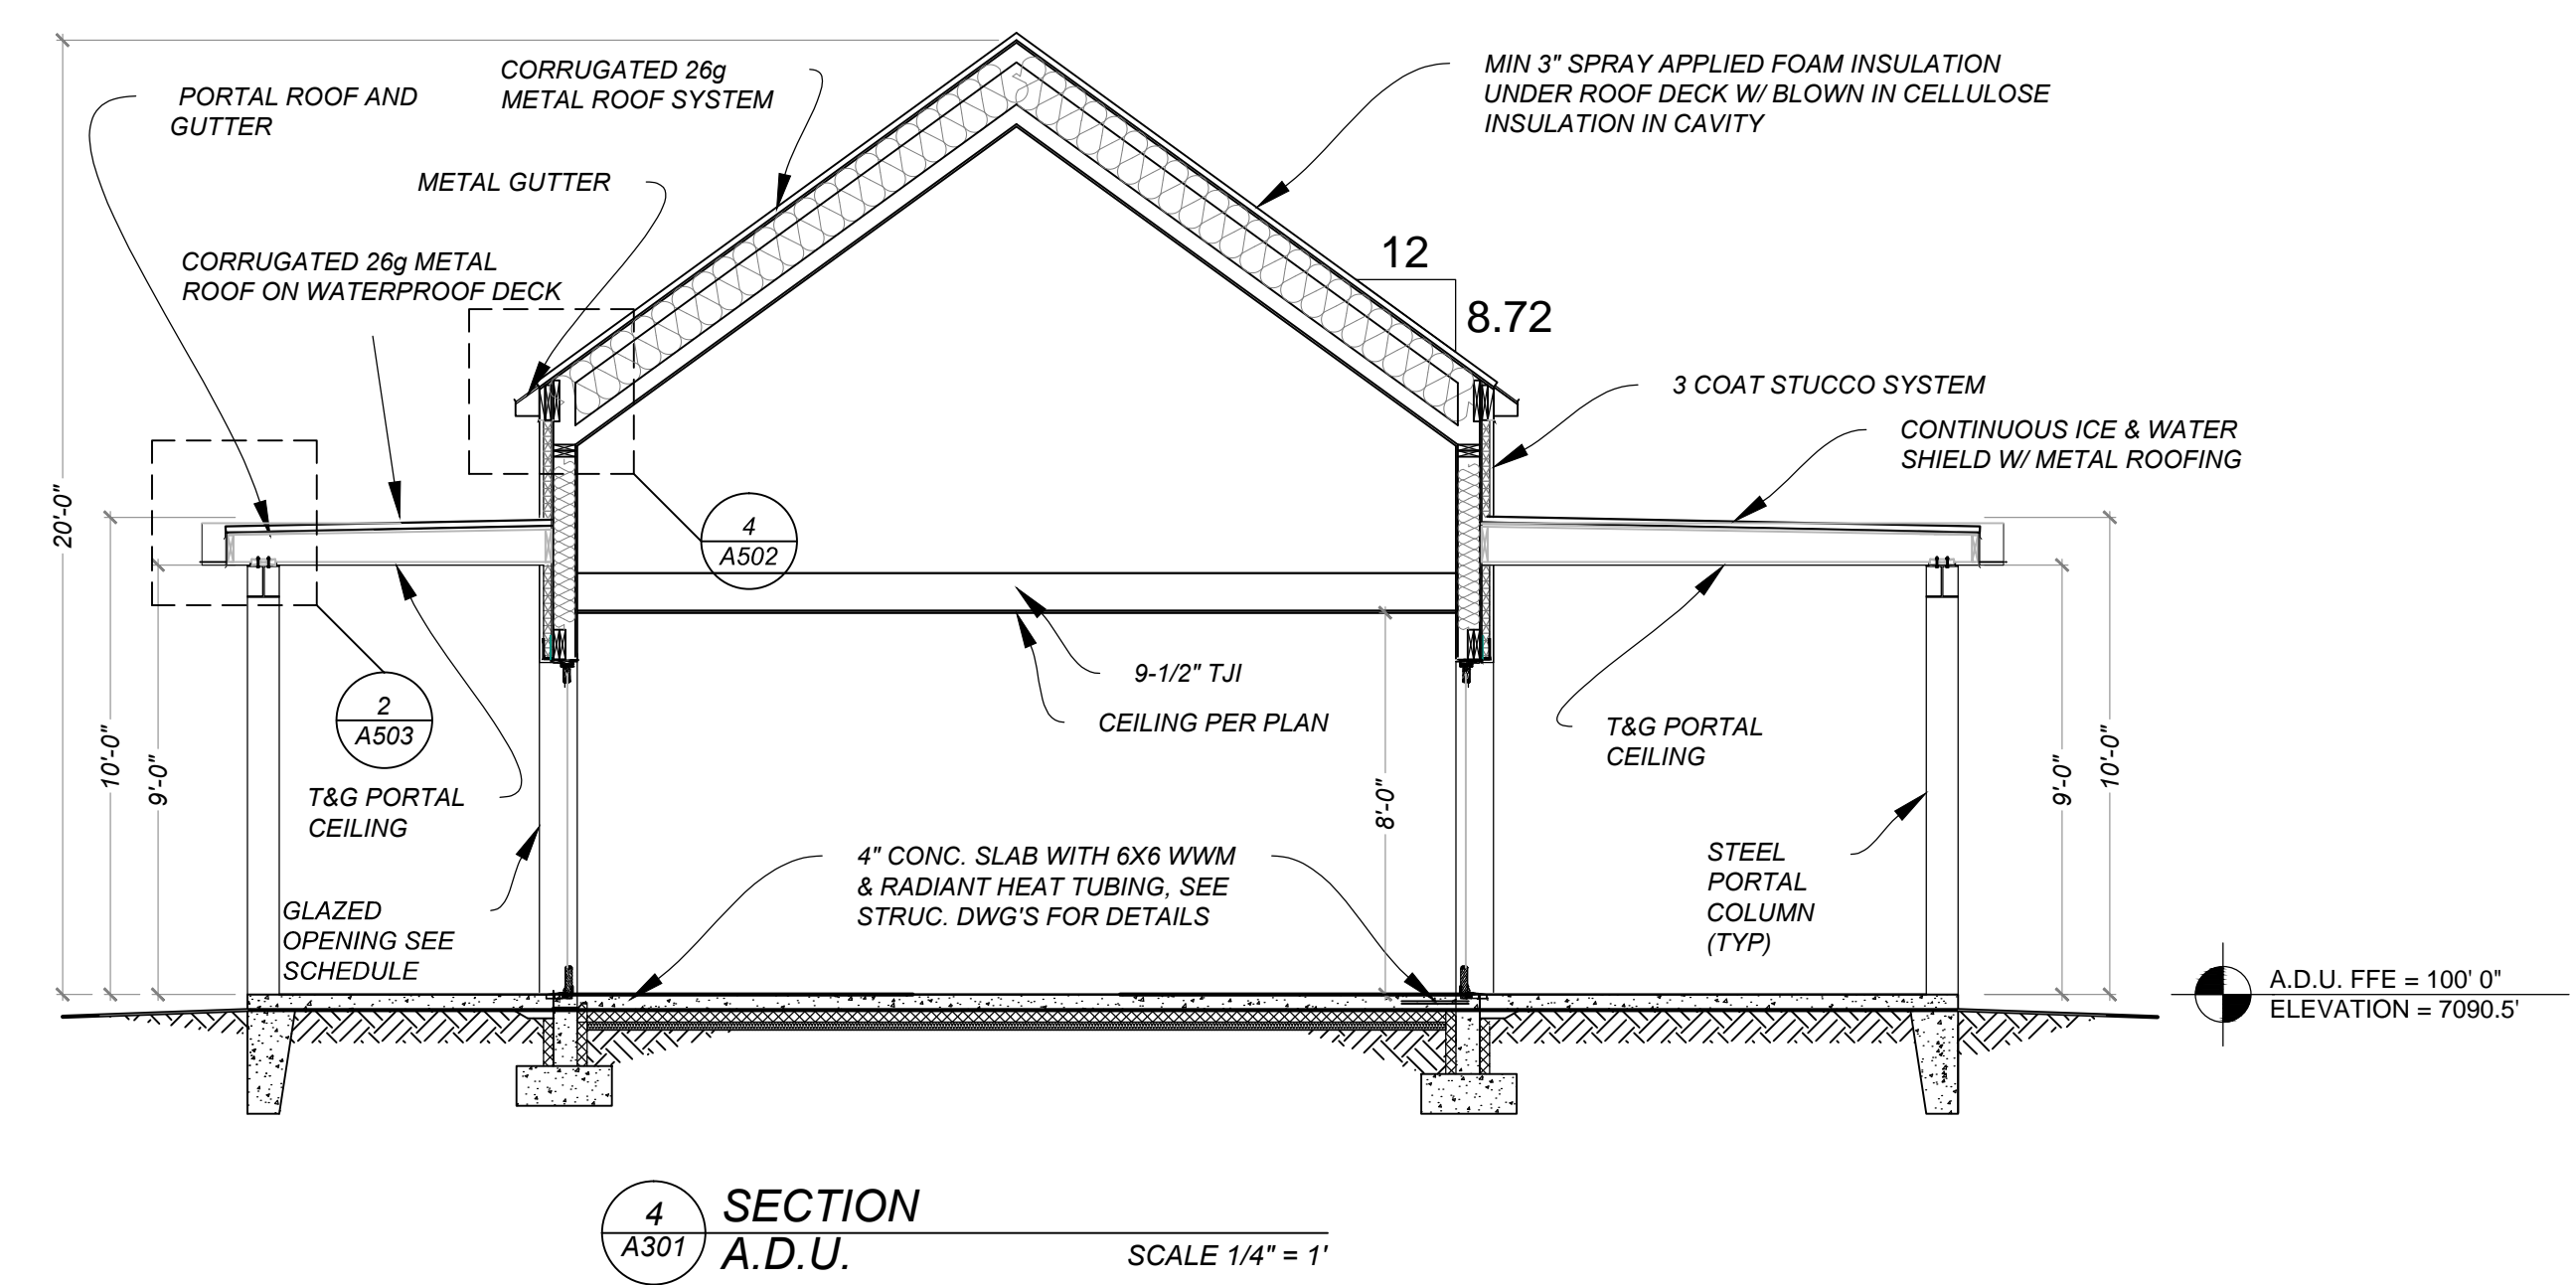 PORTAL ROOF AND
GUTTER
CORRUGATED 26g
METAL ROOF SYSTEM
MIN 3" SPRAY APPLIED FOAM INSULATION
UNDER ROOF DECK W/ BLOWN IN CELLULOSE
INSULATION IN CAVITY
METAL GUTTER
CORRUGATED 26g METAL
ROOF ON WATERPROOF DECK
12
8.72
3 COAT STUCCO SYSTEM
CONTINUOUS ICE & WATER
SHIELD W/ METAL ROOFING
20'-0"
4
A502
9-1/2" TJI
CEILING PER PLAN
2
A503
T&G PORTAL
CEILING
10'-0"
9'-0"
T&G PORTAL
CEILING
8'-0"
9'-0"
10'-0"
4" CONC. SLAB WITH 6X6 WWM
& RADIANT HEAT TUBING, SEE
STRUC. DWG'S FOR DETAILS
GLAZED
OPENING SEE
SCHEDULE
STEEL
PORTAL
COLUMN
(TYP)
A.D.U. FFE = 100' 0"
ELEVATION = 7090.5'
4
A301
SECTION
A.D.U.
SCALE 1/4" = 1'